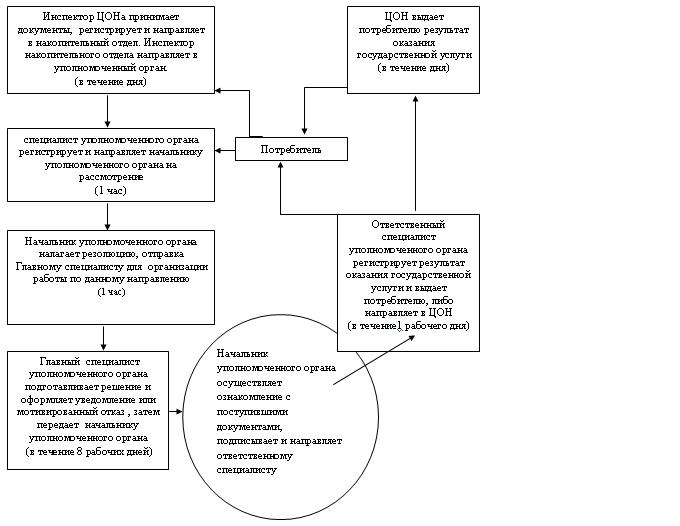 Инспектор ЦОНа принимает
документы, регистрирует и направляет
в накопительный отдел. Инспектор
накопительного отдела направляет в
уполномоченный орган.
(в течение дня)
ЦОН выдает
потребителю результат
оказания
государственной услуги
(в течение дня)
специалист уполномоченного органа
регистрирует и направляет начальнику
уполномоченного органа на
рассмотрение
(1 час)
Потребитель
Начальник уполномоченного органа
налагает резолюцию, отправка
Главному специалисту для организации
работы по данному направлению
(1 час)
Ответственный
специалист
уполномоченного органа
регистрирует результат
оказания государственной
услуги и выдает
потребителю, либо
направляет в ЦОН
(в течение1 рабочего дня)
Главный специалист
уполномоченного органа
подготавливает решение и
оформляет уведомление или
мотивированный отказ , затем
передает начальнику
уполномоченного органа
(в течение 8 рабочих дней)
Начальник
уполномоченного органа
осуществляет
ознакомление с
поступившими
документами,
подписывает и направляет
ответственному
специалисту